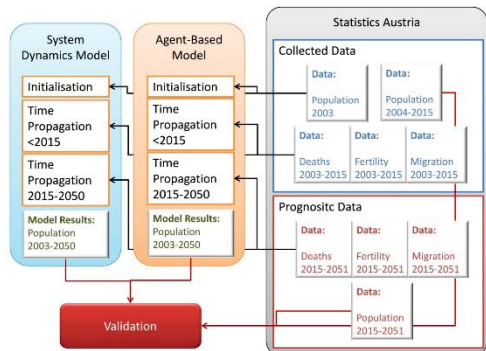 System
Dynamics Model
Initialisation
Time
Propagation
<2015
Time
Propagation
2015-2050
Model Results:
Population
2003-2050
Agent-Based
Model
Initialisation
Time
Propagation
<2015
Time
Propagation
2015-2050
Model Results:
Population
2003-2050
Validation
Statistics Austria
Collected Data
Data:
Population
2003
Data:
Population
2004-2015
Data:
Deaths
2003-2015
Data:
Fertility
2003-2015
Data:
Migration
2003-2015
Prognositc Data
Data:
Deaths
2015-2051
Data:
Fertility
2015-2051
Data:
Migration
2015-2051
Data:
Population
2015-2051